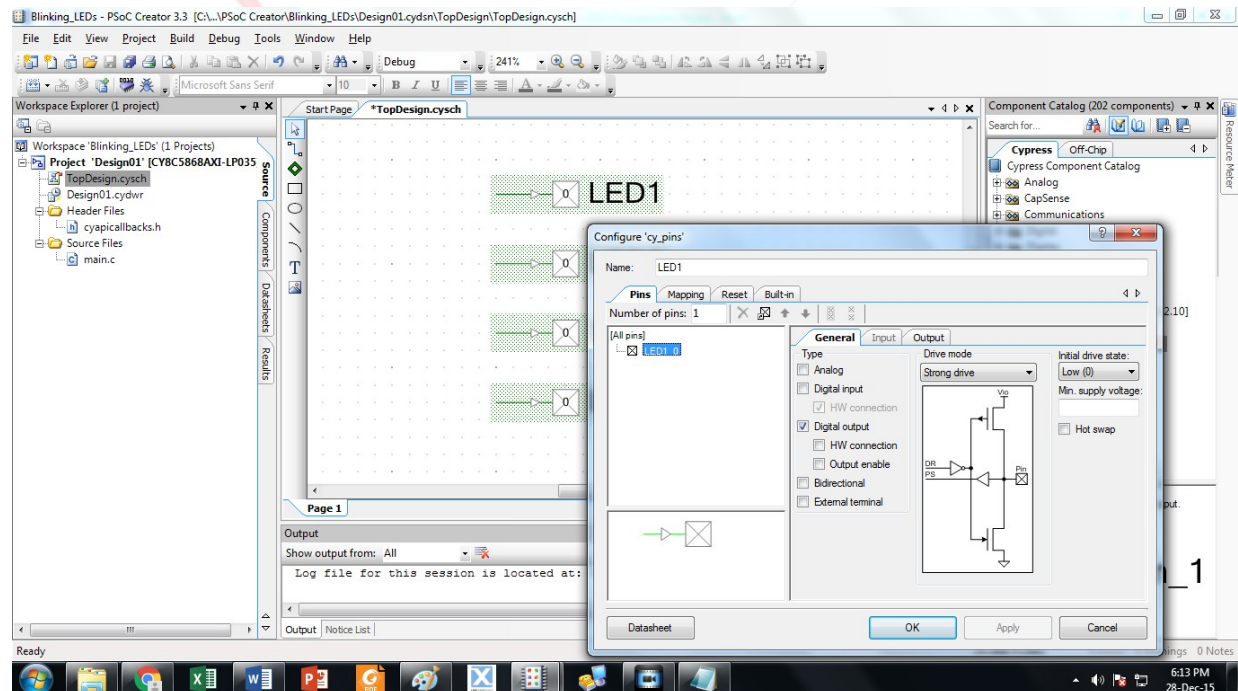 Blinking_LEDs - PSoC Creator 3.3 [C:\...\PSoC Creator\Blinking_LEDs\Design01.cydsn\TopDesign\TopDesign.cysch]
File Edit View Project Build Debug Tools Window Help
Debug 241%
Microsoft Sans Serif 10 B I U A
Workspace Explorer (1 project)
Workspace 'Blinking_LEDs' (1 Projects)
Project 'Design01' [CY8C5868AXI-LP035
TopDesign.cysch
Design01.cydwr
Header Files
cyapicallbacks.h
Source Files
main.c
Source
Components
Datasheets
Results
Start Page *TopDesign.cysch
T
0 LED1
0
0
0
Page 1
Output
Show output from: All
Log file for this session is located at:
Output Notice List
Component Catalog (202 components)
Search for...
Cypress Off-Chip
Cypress Component Catalog
Analog
CapSense
Communications
Digital
2.10]
put.
_1
Resource Meter
Configure 'cy_pins'
Name: LED1
Pins Mapping Reset Built-in
Number of pins: 1
[All pins]
LED1_0
General Input Output
Type
Analog
Digital input
HW connection
Digital output
HW connection
Output enable
Bidirectional
External terminal
Drive mode
Strong drive
Vio
DR
PS
Pin
Initial drive state:
Low (0)
Min. supply voltage:
Hot swap
Datasheet OK Apply Cancel
Ready
0 Notes
6:13 PM
28-Dec-15